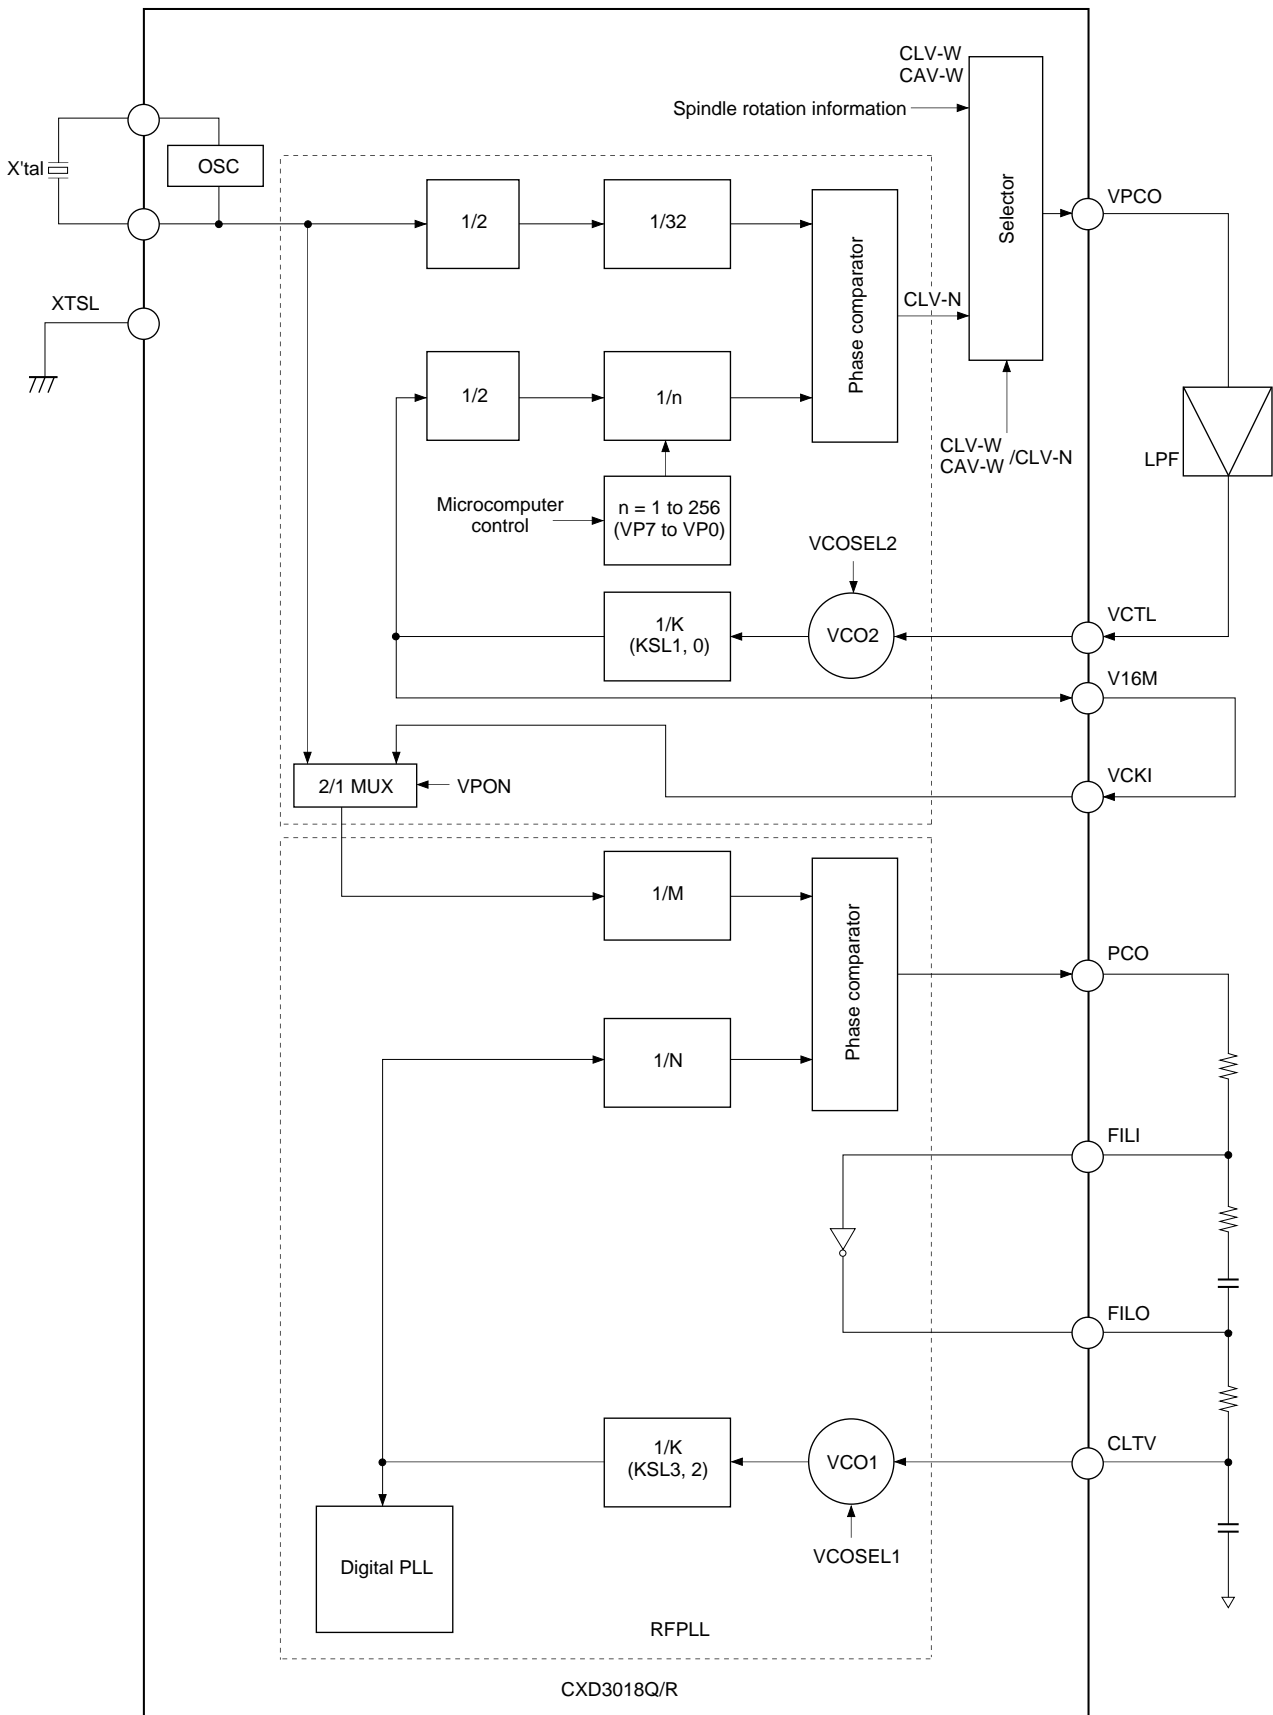 CLV-W
CAV-W
Spindle rotation information
X'tal
OSC
1/2
1/32
Phase comparator
Selector
VPCO
XTSL
CLV-N
1/2
1/n
CLV-W
CAV-W
/CLV-N
LPF
Microcomputer
control
n = 1 to 256
(VP7 to VP0)
VCOSEL2
1/K
(KSL1, 0)
VCO2
VCTL
V16M
2/1 MUX
VPON
VCKI
1/M
Phase comparator
PCO
1/N
FILI
FILO
1/K
(KSL3, 2)
VCO1
CLTV
VCOSEL1
Digital PLL
RFPLL
CXD3018Q/R